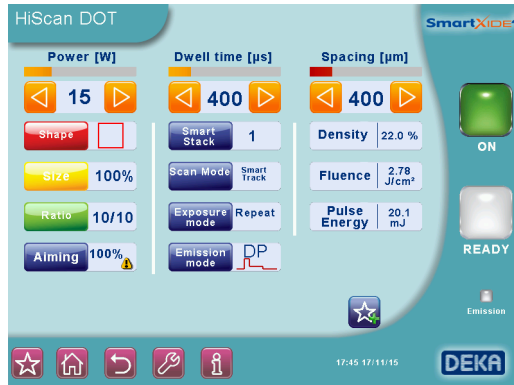 HiScan DOT
SmartXIDE
Power [W]
Dwell time [µs]
Spacing [µm]
15
400
400
Shape
Smart
Stack
1
Density
22.0 %
ON
Size
100%
Scan Mode
Smart
Track
Fluence
2.78
J/cm²
Ratio
10/10
Exposure
mode
Repeat
Pulse
Energy
20.1
mJ
Aiming
100%
Emission
mode
DP
READY
Emission
17:45 17/11/15
DEKA